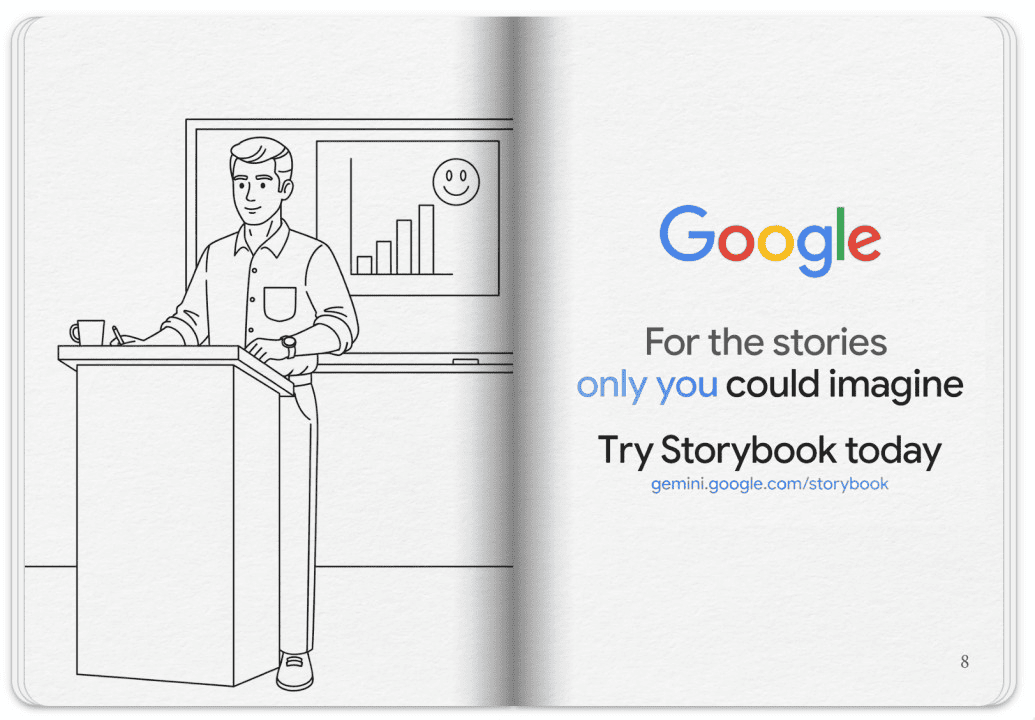 Google
For the stories
only you could imagine
Try Storybook today
gemini.google.com/storybook
8